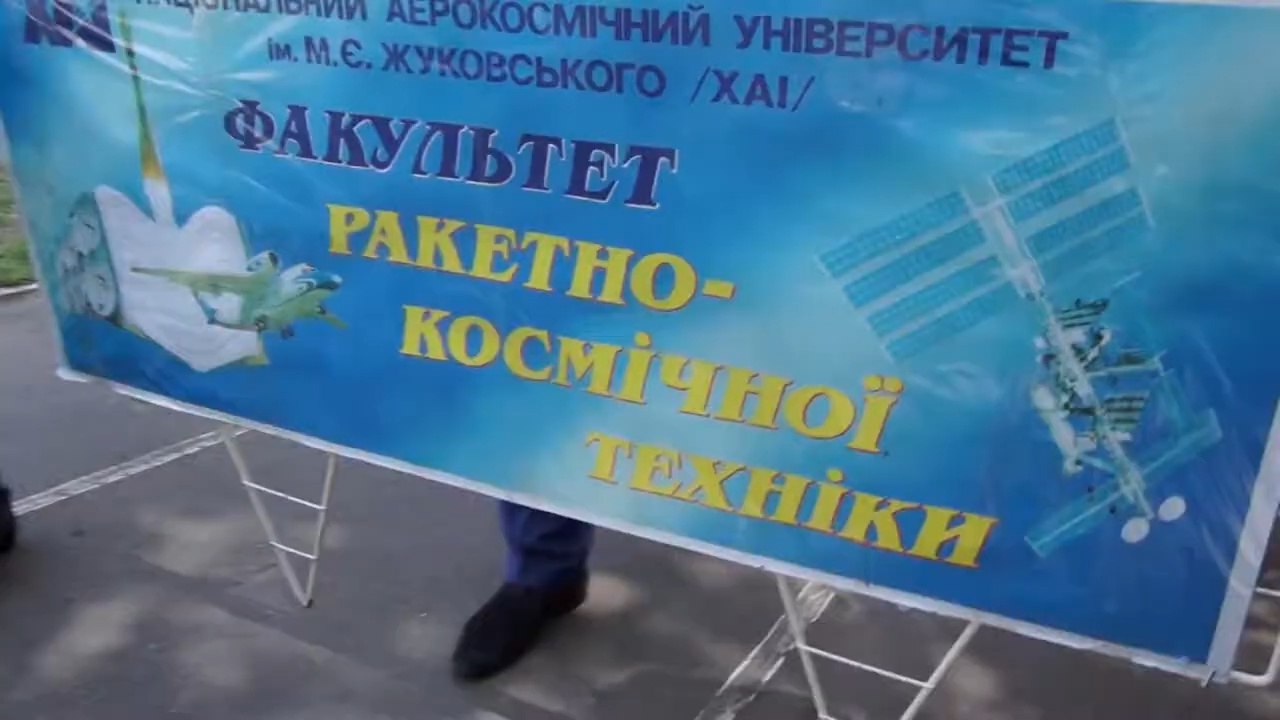 НАЦІОНАЛЬНИЙ АЕРОКОСМІЧНИЙ УНІВЕРСИТЕТ
ім. М.Є. ЖУКОВСЬКОГО /ХАІ/
ФАКУЛЬТЕТ
РАКЕТНО-
КОСМІЧНОЇ
ТЕХНІКИ